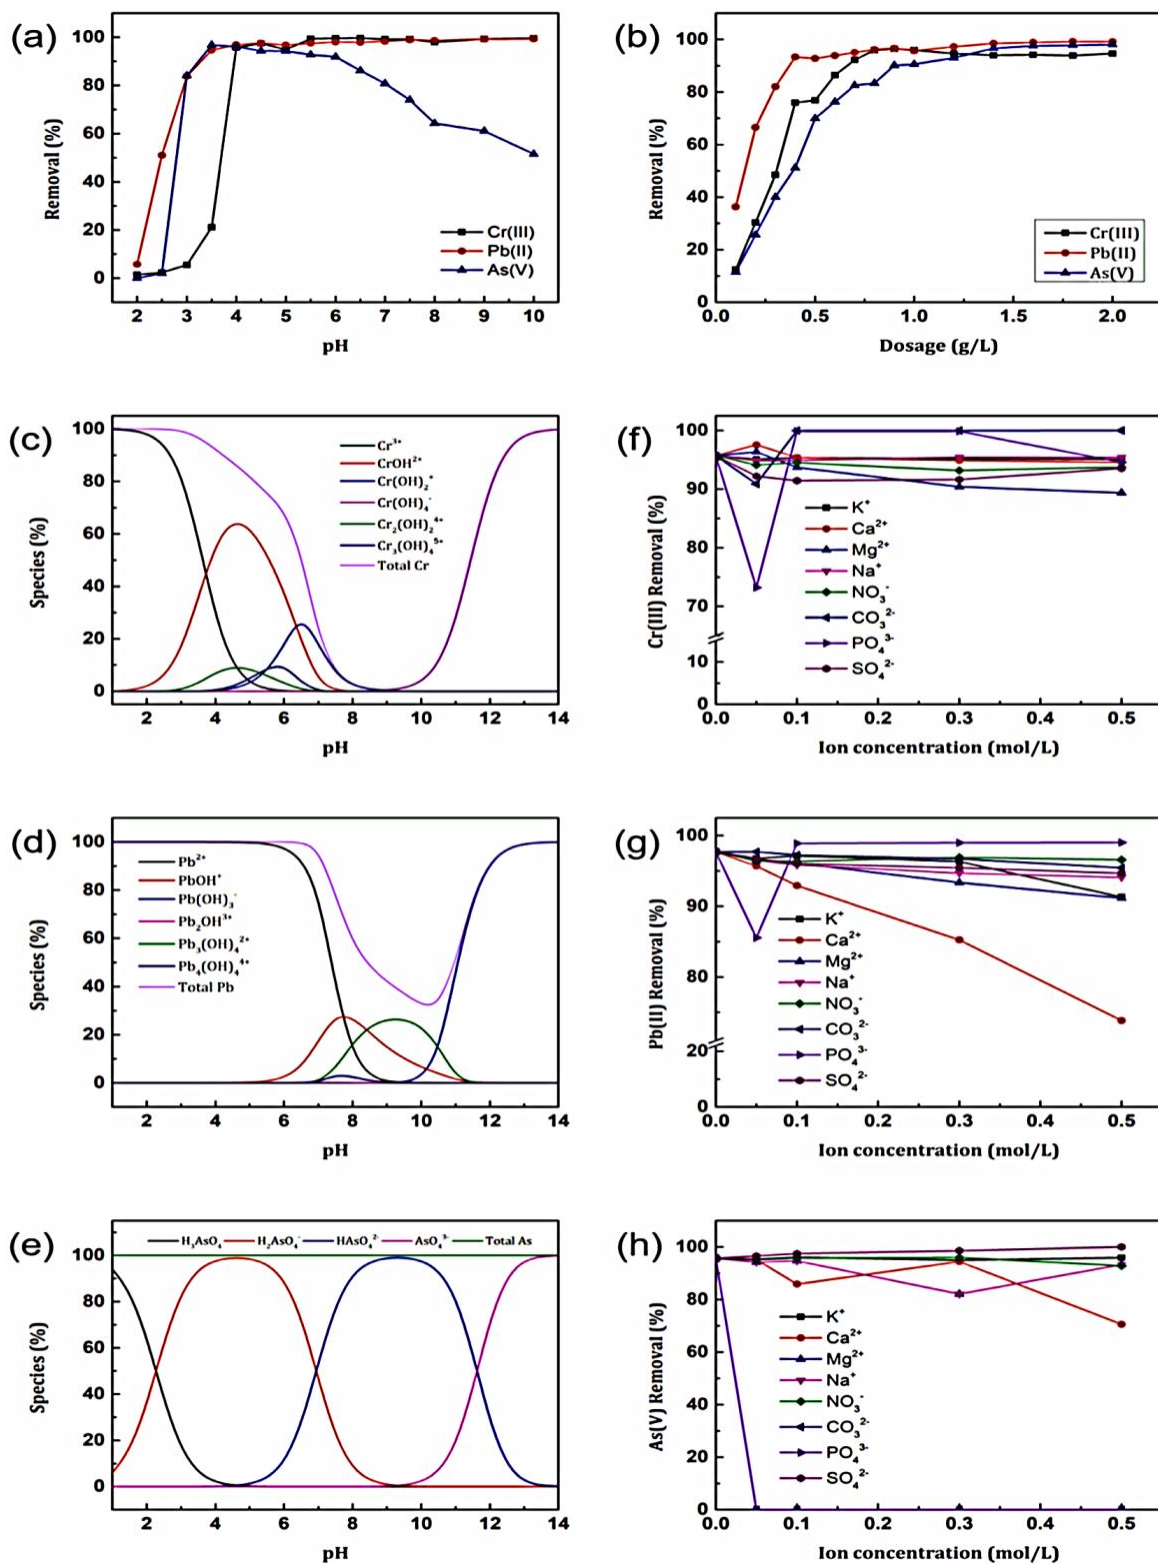 (a)
Removal (%)
100
80
60
40
20
0
Cr(III)
Pb(II)
As(V)
2 3 4 5 6 7 8 9 10
pH
(b)
Removal (%)
100
80
60
40
20
0
Cr(III)
Pb(II)
As(V)
0.0 0.5 1.0 1.5 2.0
Dosage (g/L)
(c)
Species (%)
100
80
60
40
20
0
Cr³⁺
CrOH²⁺
Cr(OH)₂⁺
Cr(OH)₄⁻
Cr₂(OH)₂⁴⁺
Cr₃(OH)₄⁵⁺
Total Cr
2 4 6 8 10 12 14
pH
(f)
Cr(III) Removal (%)
100
90
80
70
10
0
K⁺
Ca²⁺
Mg²⁺
Na⁺
NO₃⁻
CO₃²⁻
PO₄³⁻
SO₄²⁻
0.0 0.1 0.2 0.3 0.4 0.5
Ion concentration (mol/L)
(d)
Species (%)
100
80
60
40
20
0
Pb²⁺
PbOH⁺
Pb(OH)₃⁻
Pb₂OH³⁺
Pb₃(OH)₄²⁺
Pb₄(OH)₄⁴⁺
Total Pb
2 4 6 8 10 12 14
pH
(g)
Pb(II) Removal (%)
100
90
80
20
0
K⁺
Ca²⁺
Mg²⁺
Na⁺
NO₃⁻
CO₃²⁻
PO₄³⁻
SO₄²⁻
0.0 0.1 0.2 0.3 0.4 0.5
Ion concentration (mol/L)
(e)
Species (%)
H₃AsO₄ H₂AsO₄⁻ HAsO₄²⁻ AsO₄³⁻ Total As
100
80
60
40
20
0
2 4 6 8 10 12 14
pH
(h)
As(V) Removal (%)
100
80
60
40
20
0
K⁺
Ca²⁺
Mg²⁺
Na⁺
NO₃⁻
CO₃²⁻
PO₄³⁻
SO₄²⁻
0.0 0.1 0.2 0.3 0.4 0.5
Ion concentration (mol/L)